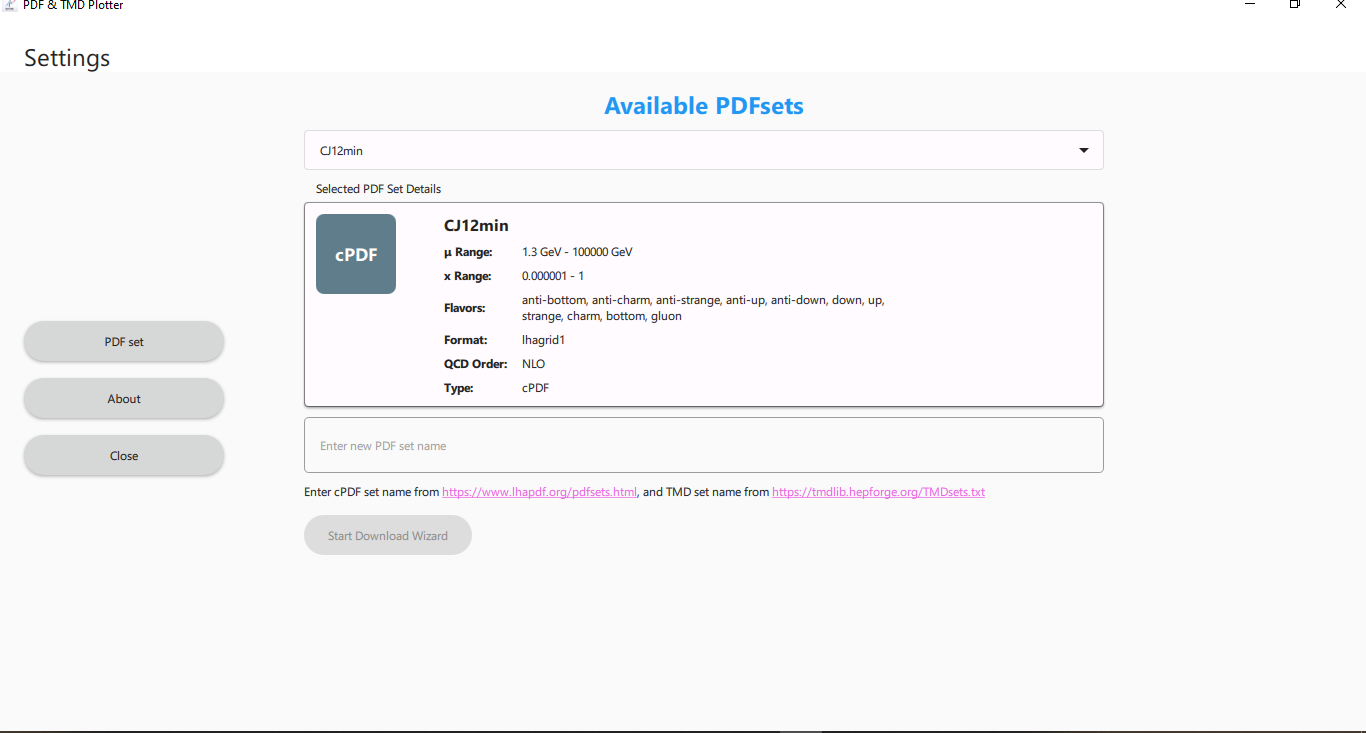 PDF & TMD Plotter
Settings
Available PDFsets
CJ12min
Selected PDF Set Details
cPDF
CJ12min
μ Range: 1.3 GeV - 100000 GeV
x Range: 0.000001 - 1
Flavors: anti-bottom, anti-charm, anti-strange, anti-up, anti-down, down, up,
strange, charm, bottom, gluon
Format: lhagrid1
QCD Order: NLO
Type: cPDF
PDF set
About
Close
Enter new PDF set name
Enter cPDF set name from https://www.lhapdf.org/pdfsets.html, and TMD set name from https://tmdlib.hepforge.org/TMDsets.txt
Start Download Wizard